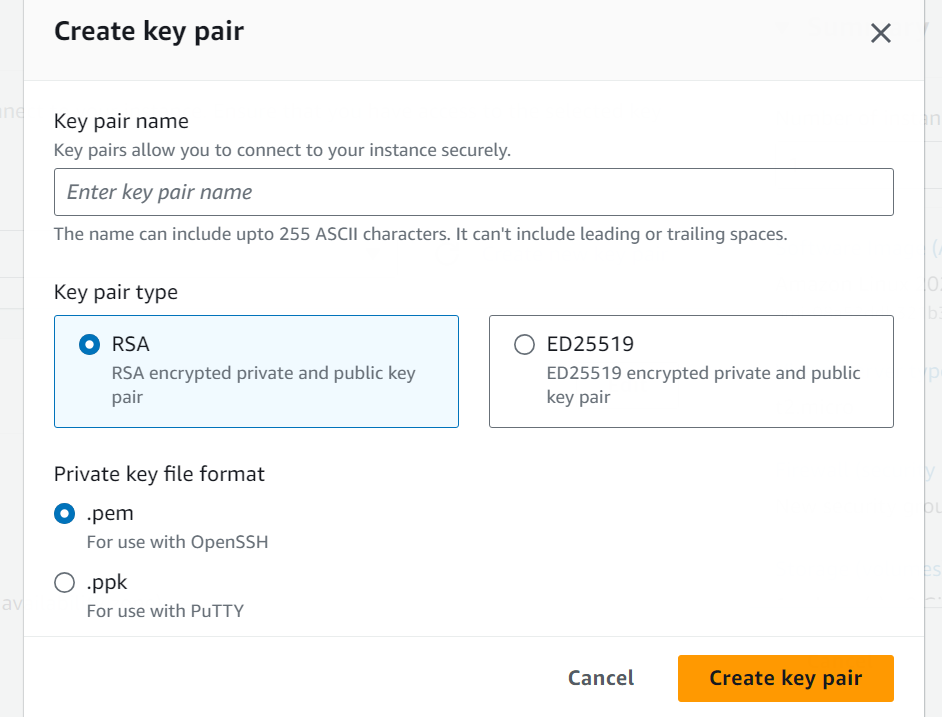 Create key pair
Key pair name
Key pairs allow you to connect to your instance securely.
Enter key pair name
The name can include upto 255 ASCII characters. It can't include leading or trailing spaces.
Key pair type
RSA
RSA encrypted private and public key
pair
ED25519
ED25519 encrypted private and public
key pair
Private key file format
.pem
For use with OpenSSH
.ppk
For use with PuTTY
Cancel
Create key pair